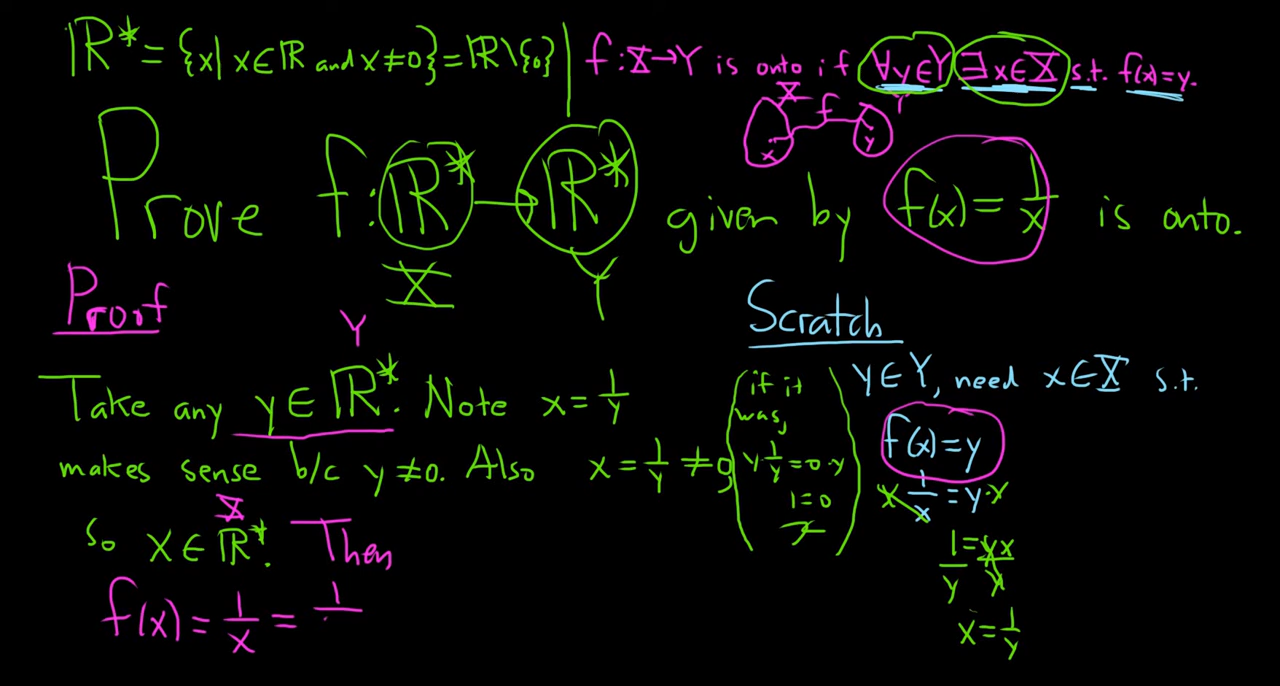 ℝ* = {x | x∈ℝ and x≠0} = ℝ\{0}
f: X→Y is onto if ∀y∈Y ∃x∈X s.t. f(x)=y.
X f Y
x y
Prove f: ℝ* → ℝ* given by f(x) = 1/x is onto.
X Y
Proof
Y
Take any y∈ℝ*. Note x = 1/y
makes sense b/c y≠0. Also x = 1/y ≠ 0
(if it
was,
y·1/y = 0·y
1=0
)
X
So x∈ℝ*. Then
f(x) = 1/x = 1/
Scratch
y∈Y, need x∈X s.t.
f(x)=y
x 1/x = y·x
1/y = yx/y
x = 1/y